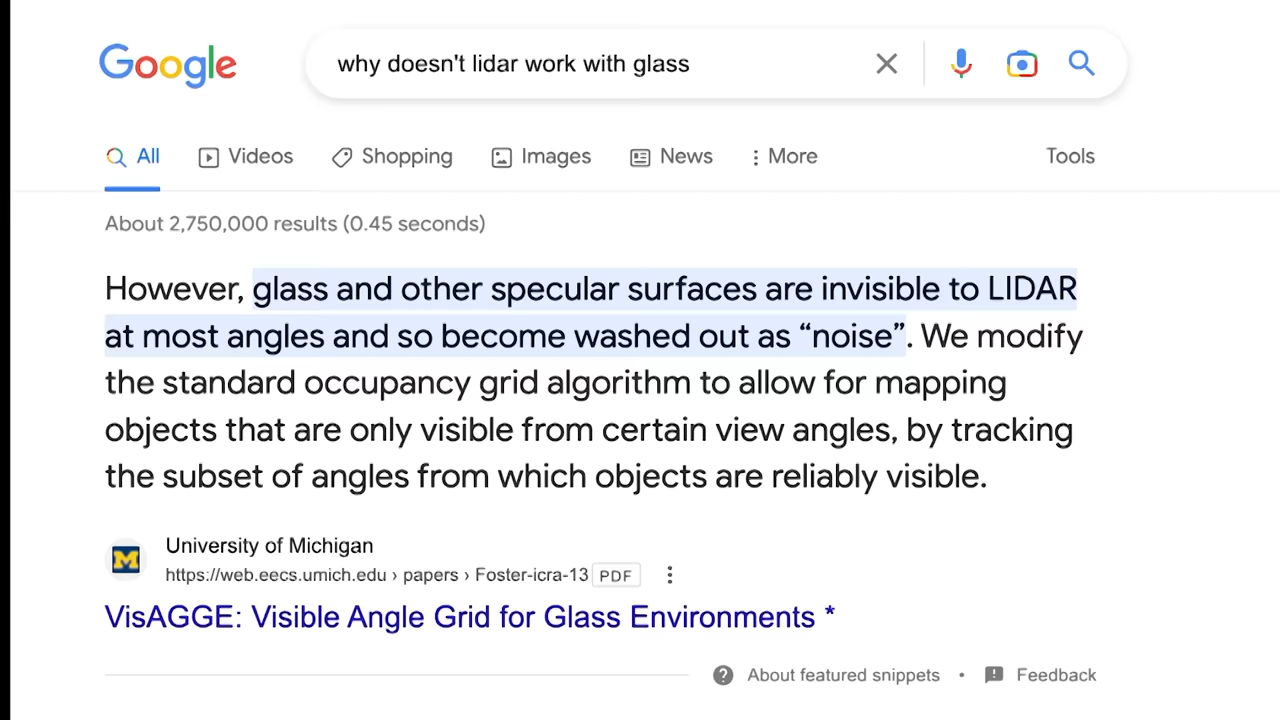 Google why doesn't lidar work with glass
All Videos Shopping Images News More Tools
About 2,750,000 results (0.45 seconds)
However, glass and other specular surfaces are invisible to LIDAR
at most angles and so become washed out as “noise”. We modify
the standard occupancy grid algorithm to allow for mapping
objects that are only visible from certain view angles, by tracking
the subset of angles from which objects are reliably visible.
M University of Michigan
https://web.eecs.umich.edu › papers › Foster-icra-13 PDF
VisAGGE: Visible Angle Grid for Glass Environments *
About featured snippets • Feedback